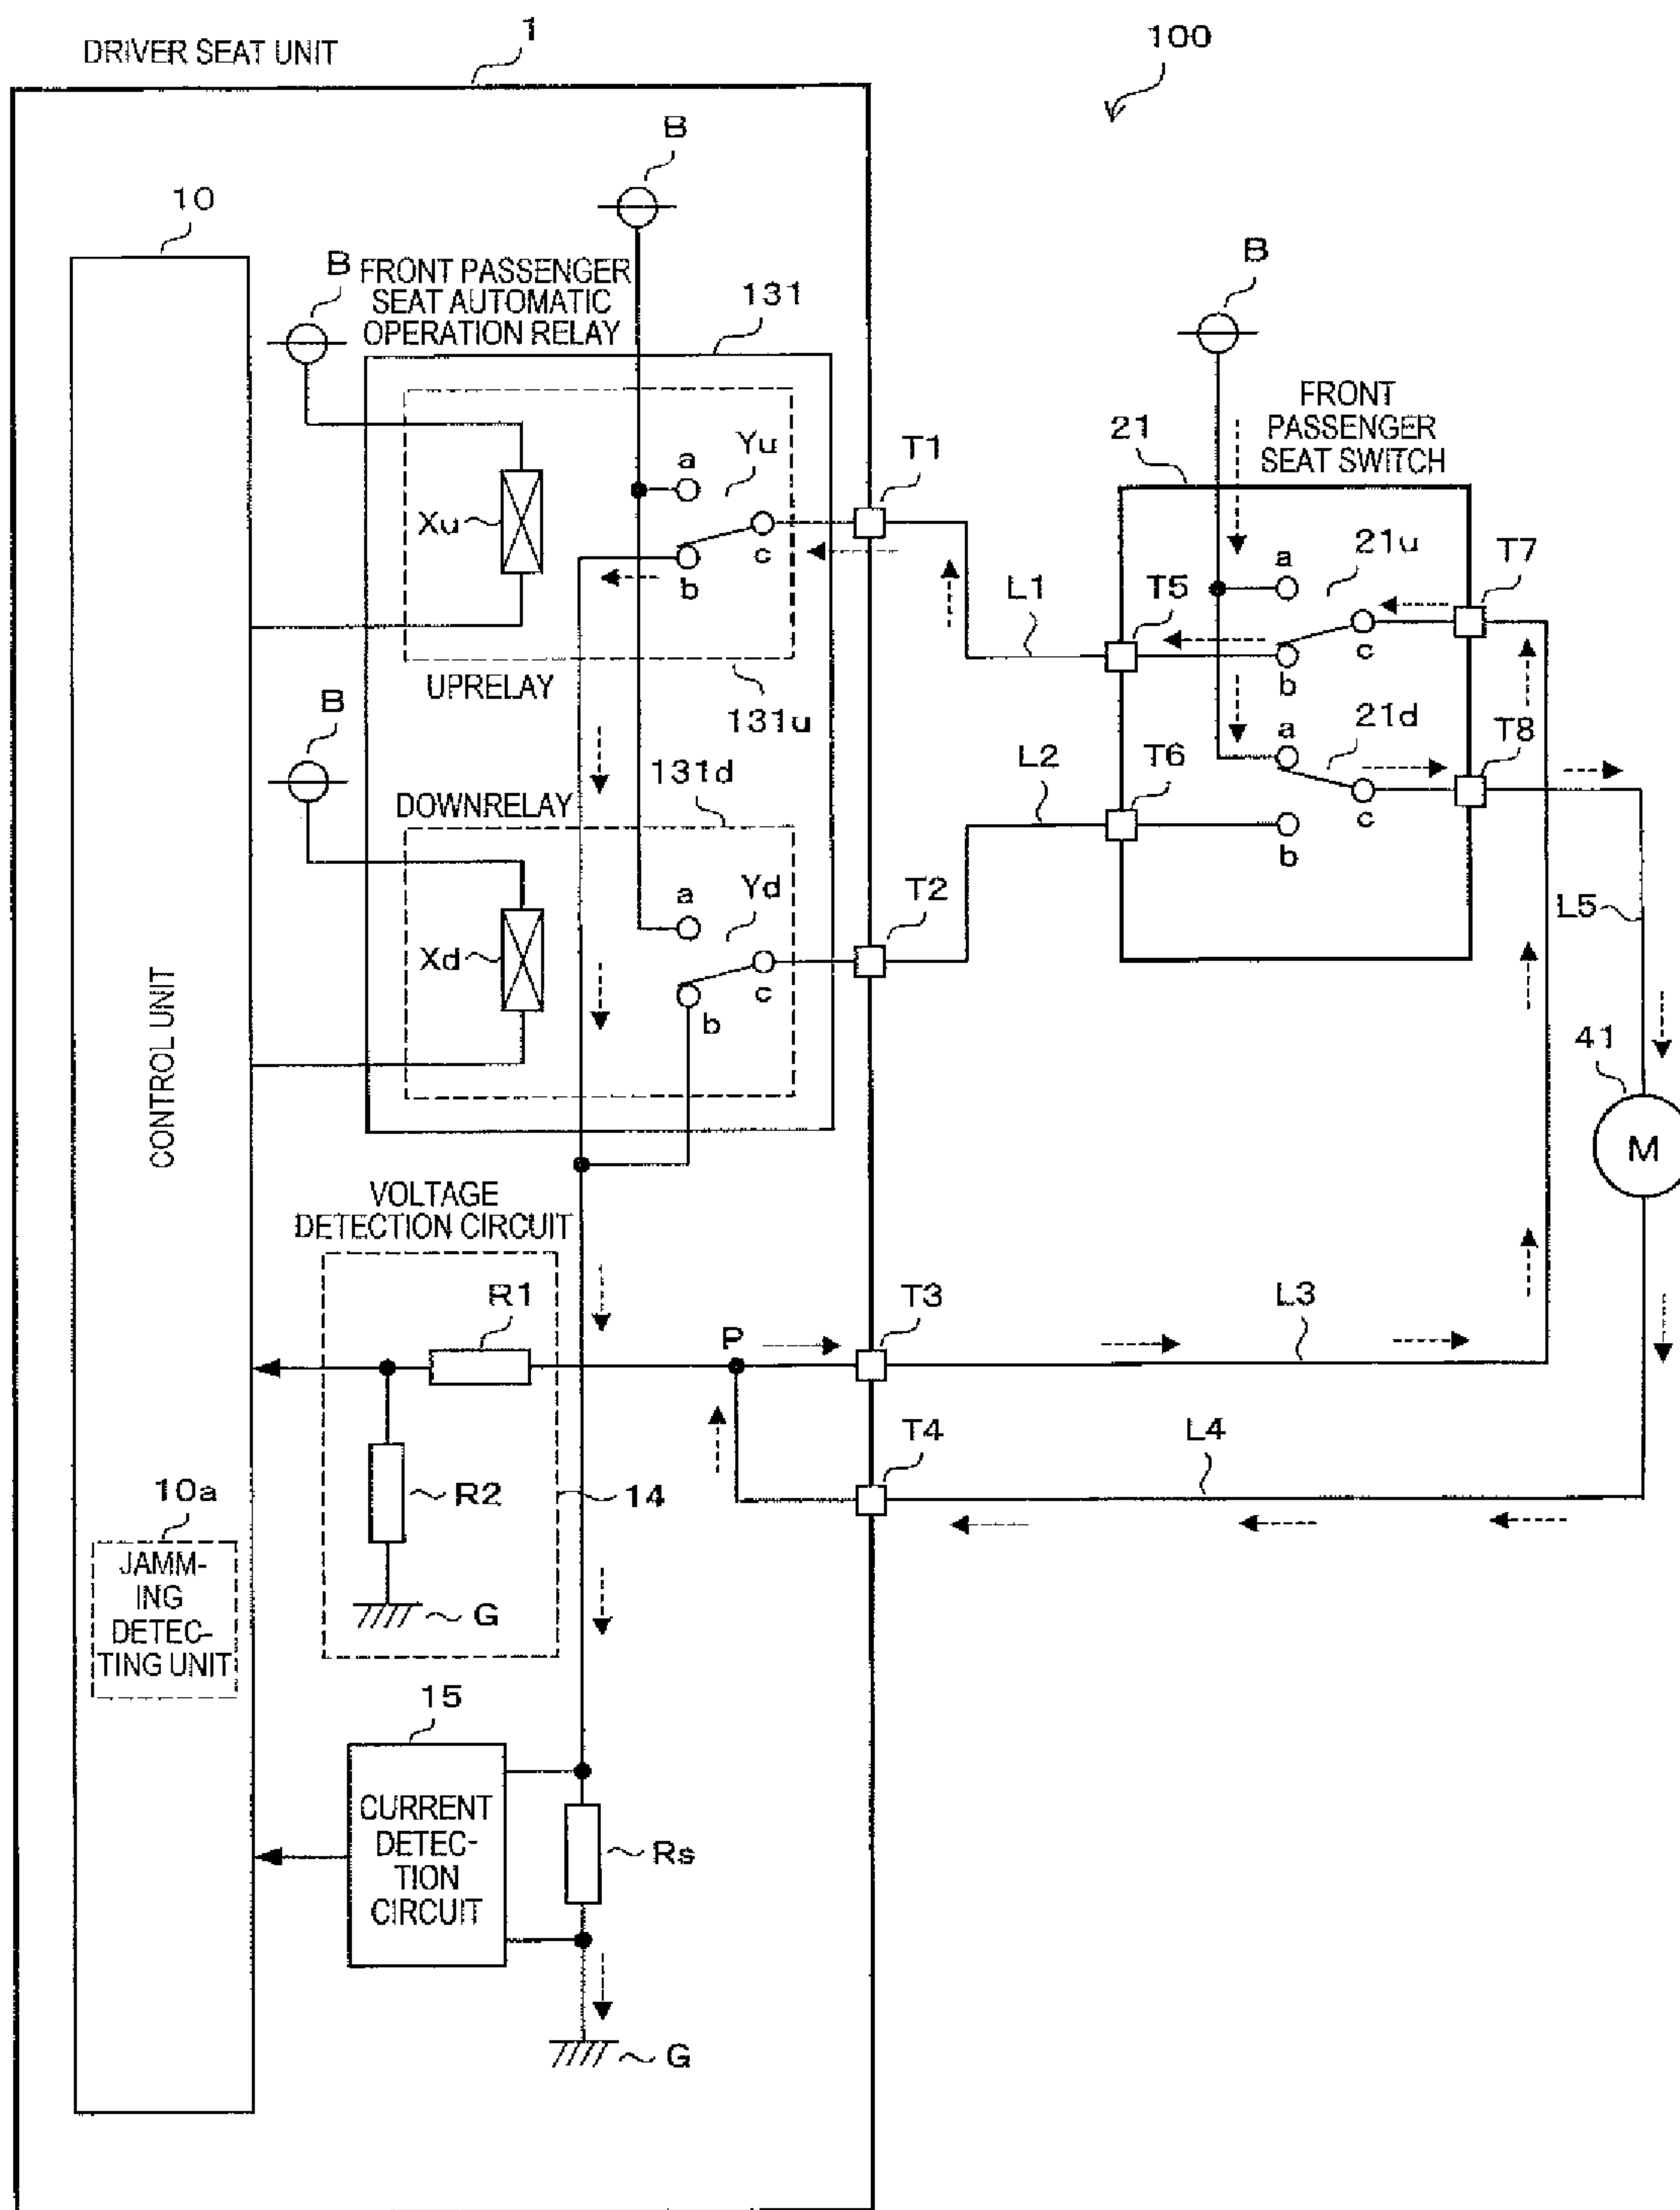 100
DRIVER SEAT UNIT
1
B
10
B
FRONT PASSENGER
SEAT AUTOMATIC
OPERATION RELAY
131
B
FRONT
PASSENGER
SEAT SWITCH
21
Yu
a
T1
Xu
c
b
a
21u
T7
T5
L1
c
b
UPRELAY
131u
B
21d
a
T8
T6
L2
131d
DOWNRELAY
c
b
Yd
a
T2
L5
Xd
c
b
CONTROL UNIT
41
M
VOLTAGE
DETECTION CIRCUIT
R1
T3
L3
P
T4
L4
R2
14
10a
JAMM-
ING
DETEC-
TING UNIT
G
15
CURRENT
DETEC-
TION
CIRCUIT
Rs
G